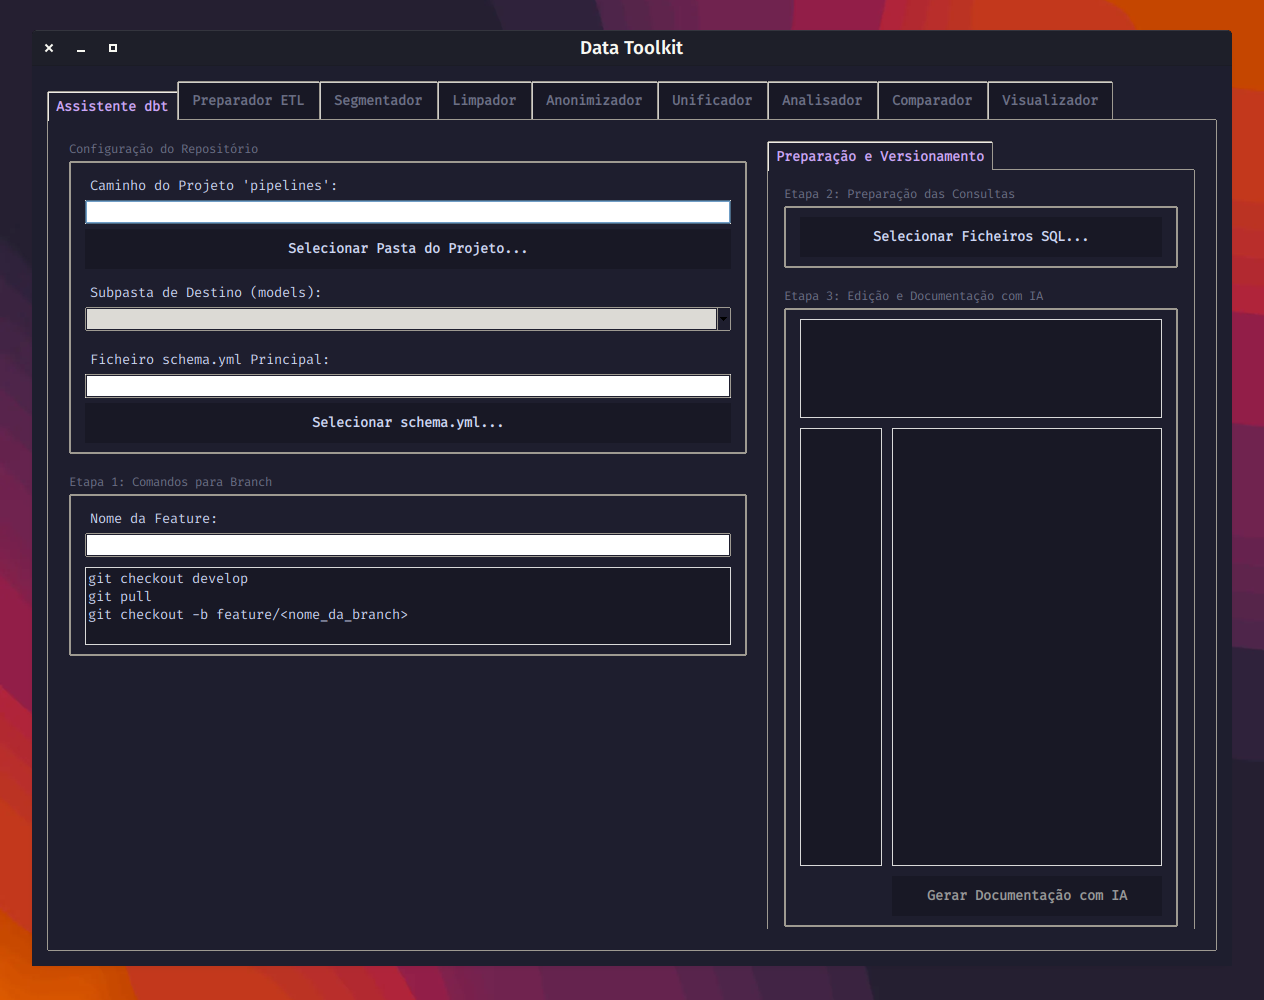 Data Toolkit
Assistente dbt
Preparador ETL
Segmentador
Limpador
Anonimizador
Unificador
Analisador
Comparador
Visualizador
Configuração do Repositório
Caminho do Projeto 'pipelines':
Selecionar Pasta do Projeto...
Subpasta de Destino (models):
Ficheiro schema.yml Principal:
Selecionar schema.yml...
Etapa 1: Comandos para Branch
Nome da Feature:
git checkout develop
git pull
git checkout -b feature/<nome_da_branch>
Preparação e Versionamento
Etapa 2: Preparação das Consultas
Selecionar Ficheiros SQL...
Etapa 3: Edição e Documentação com IA
Gerar Documentação com IA